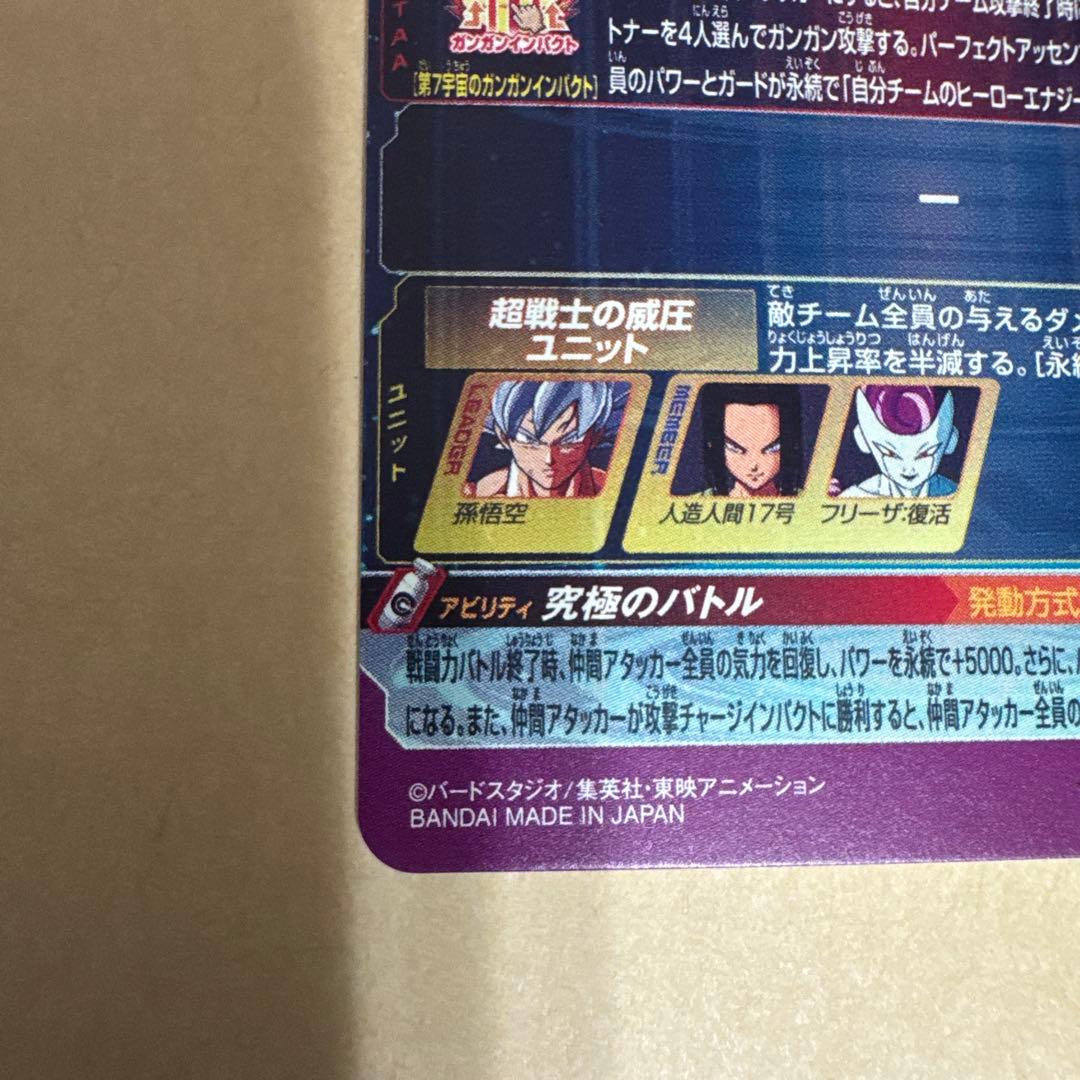 TAA
ガンガンインパクト
[第7宇宙のガンガンインパクト]
トナーを4人選んでガンガン攻撃する。パーフェクトアッセン
員のパワーとガードが永続で「自分チームのヒーローエナジー
ー
ユニット
超戦士の威圧
ユニット
敵チーム全員の与えるダメ
力上昇率を半減する。[永続
LEADER
孫悟空
MEMBER
人造人間17号
フリーザ:復活
アビリティ 究極のバトル
発動方式
戦闘力バトル終了時、仲間アタッカー全員の気力を回復し、パワーを永続で+5000。さらに、
になる。また、仲間アタッカーが攻撃チャージインパクトに勝利すると、仲間アタッカー全員の
©バードスタジオ/集英社・東映アニメーション
BANDAI MADE IN JAPAN